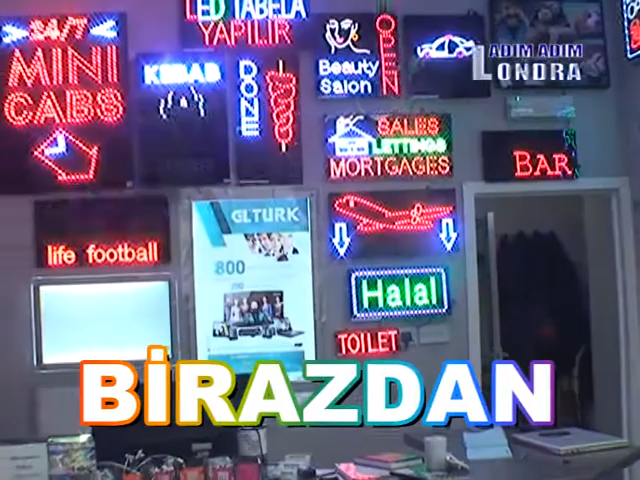 24/7
MINI
CABS
LED TABELA
YAPILIR
KEBAB
DONER
Beauty
Salon
OPEN
ADIM ADIM
LONDRA
SALES
LETTINGS
MORTGAGES
BAR
life football
GLTURK
800
Halal
TOILET
BİRAZDAN